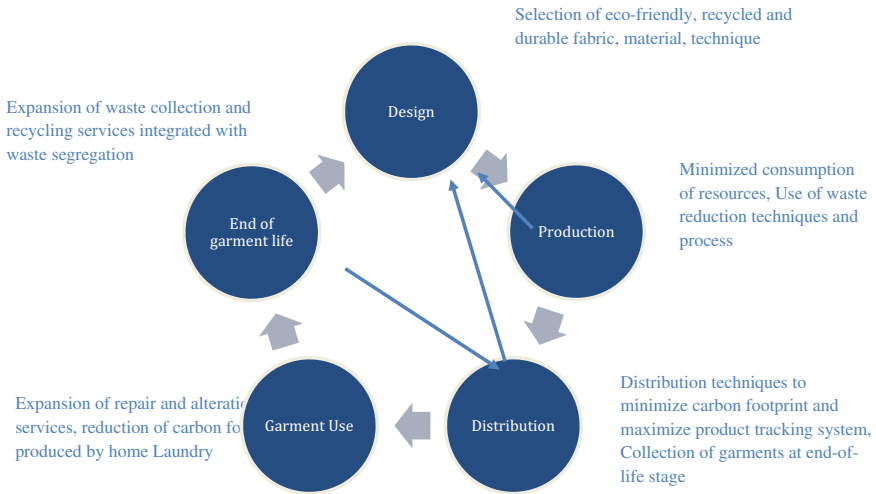 Selection of eco-friendly, recycled and
durable fabric, material, technique
Design
Expansion of waste collection and
recycling services integrated with
waste segregation
Minimized consumption
of resources, Use of waste
reduction techniques and
process
End of
garment life
Production
Distribution techniques to
minimize carbon footprint and
maximize product tracking system,
Collection of garments at end-of-
life stage
Expansion of repair and
services, reduction of carbon
produced by home Laundry
Garment Use
Distribution